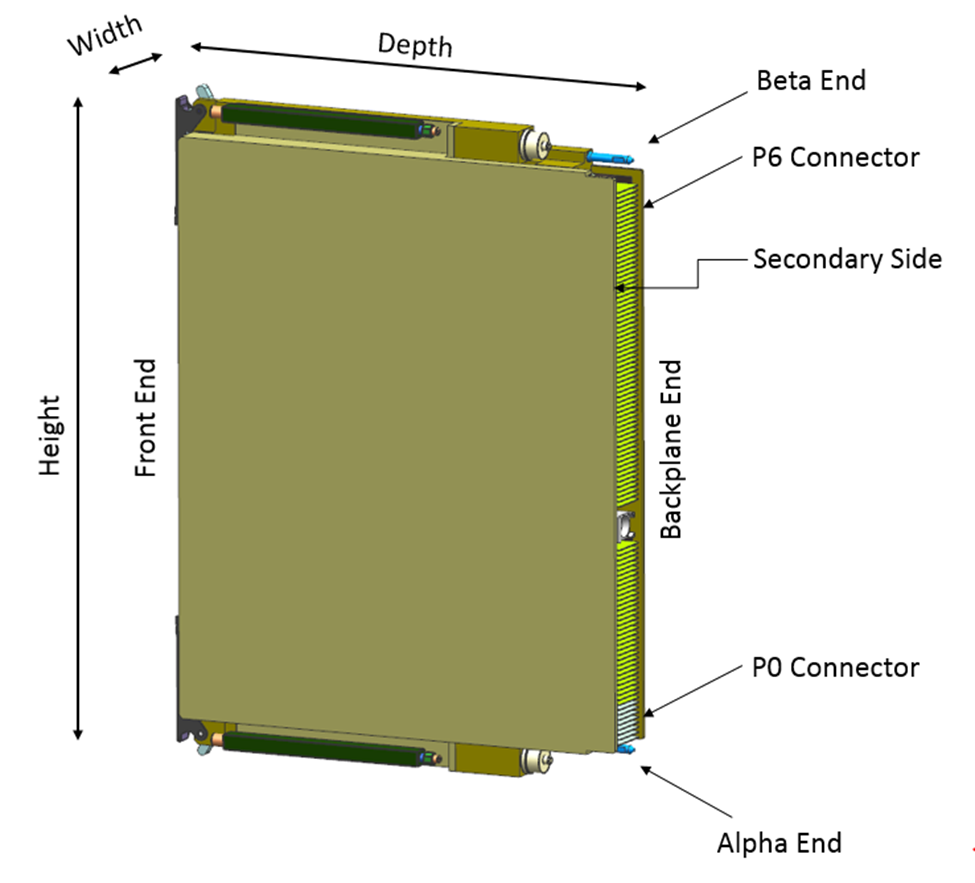 Width
Depth
Beta End
P6 Connector
Secondary Side
Front End
Height
Backplane End
P0 Connector
Alpha End